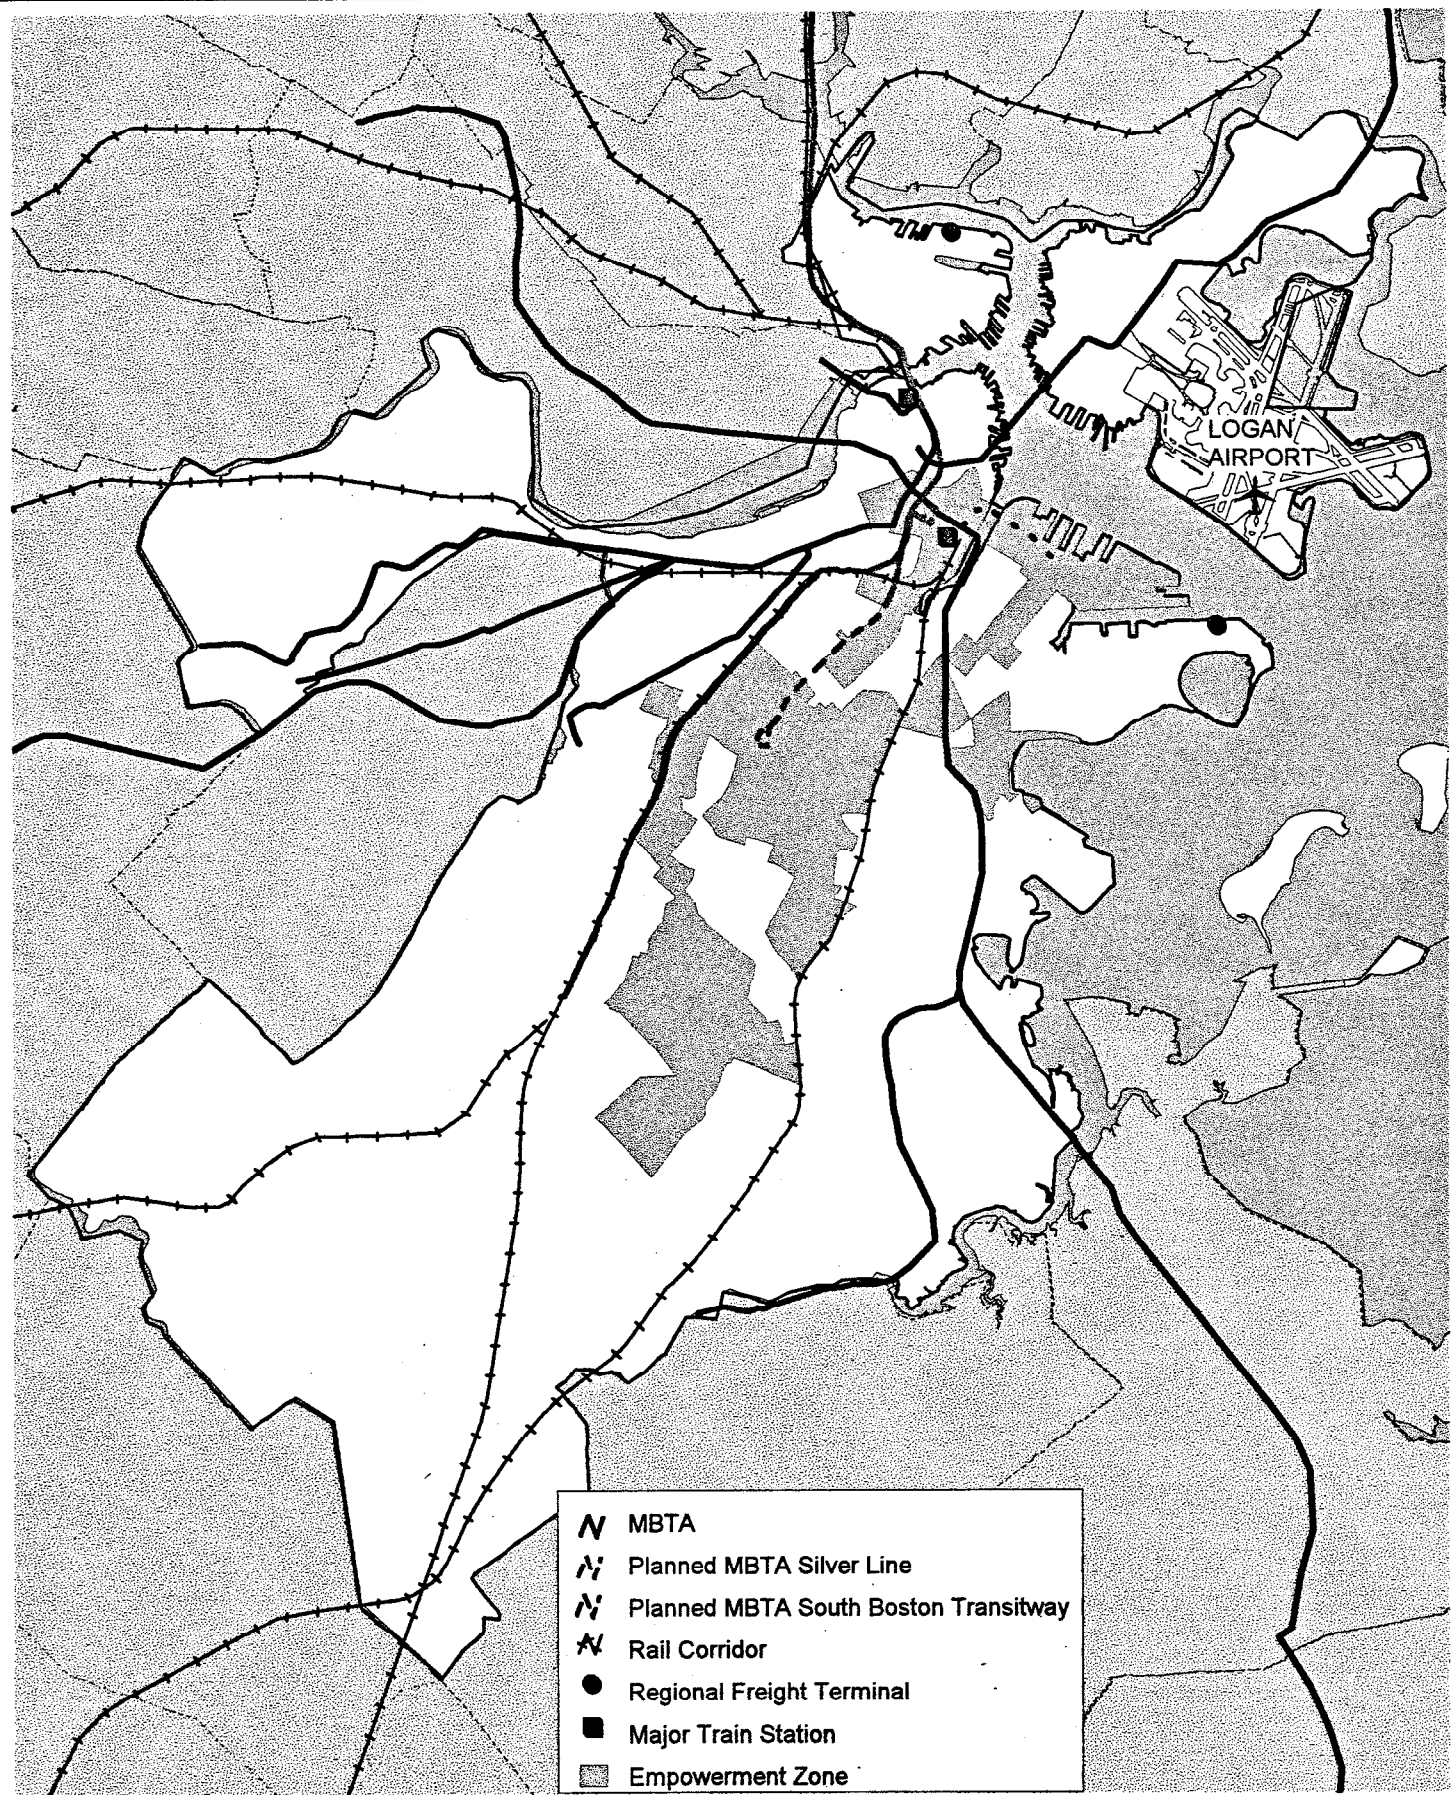 LOGAN
AIRPORT
MBTA
Planned MBTA Silver Line
Planned MBTA South Boston Transitway
Rail Corridor
Regional Freight Terminal
Major Train Station
Empowerment Zone